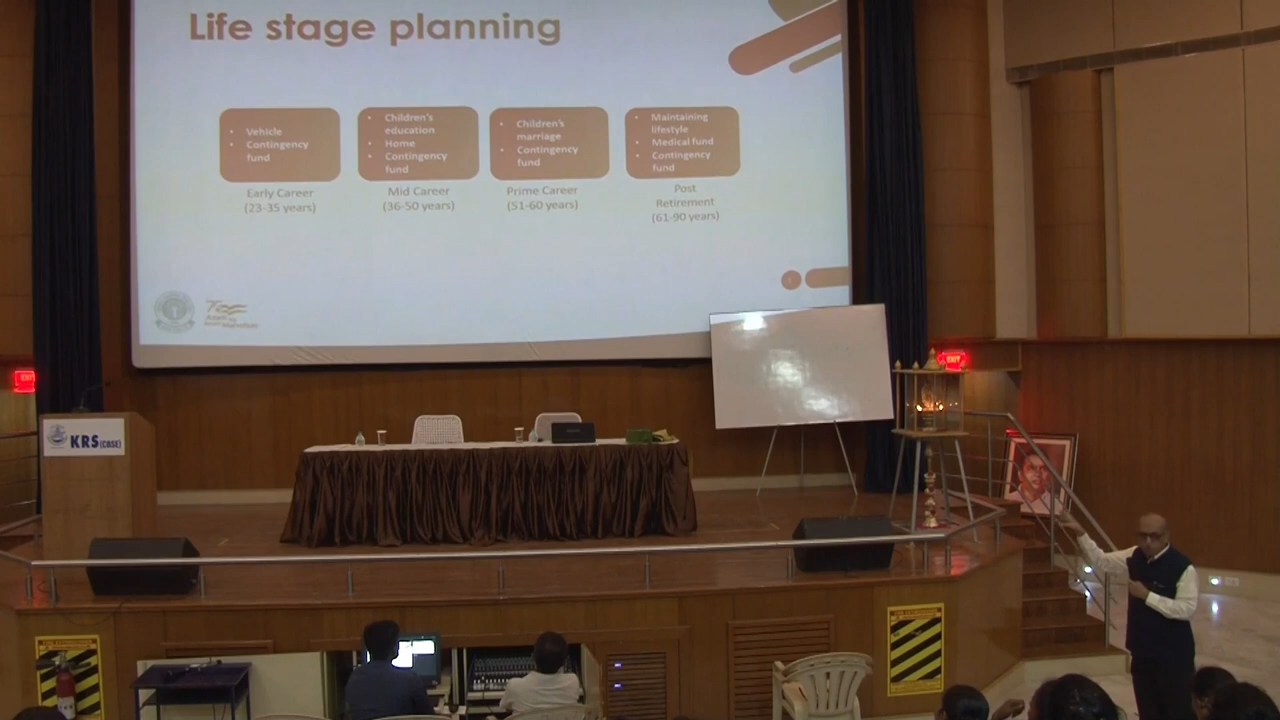 Life stage planning
• Vehicle
• Contingency
fund
Early Career
(23-35 years)
• Children's
education
• Home
• Contingency
fund
Mid Career
(36-50 years)
• Children's
marriage
• Contingency
fund
Prime Career
(51-60 years)
• Maintaining
lifestyle
• Medical fund
• Contingency
fund
Post
Retirement
(61-90 years)
Azadi
Mahotsav
EXIT
EXIT
KRS(CBSE)